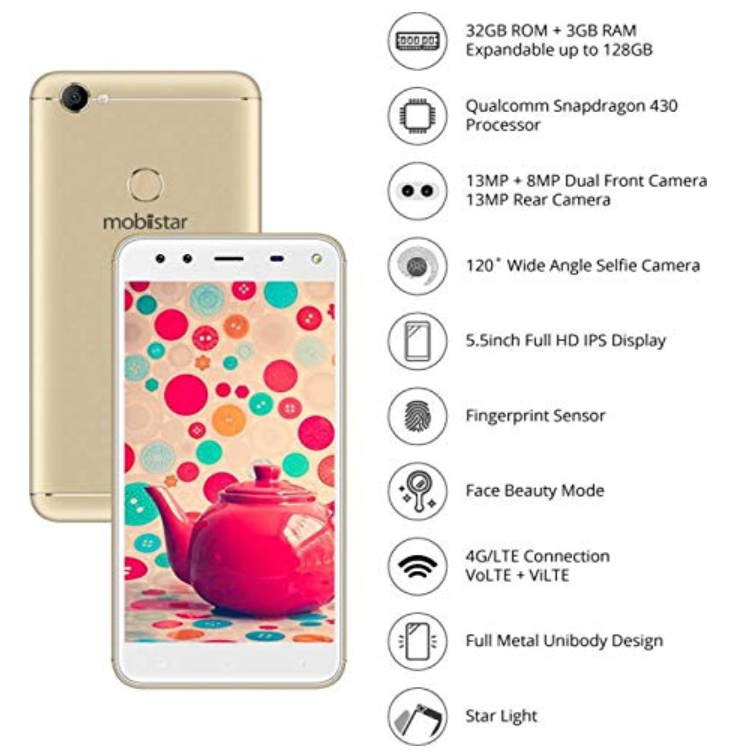 mobiistar
32GB ROM + 3GB RAM
Expandable up to 128GB
Qualcomm Snapdragon 430
Processor
13MP + 8MP Dual Front Camera
13MP Rear Camera
120˚ Wide Angle Selfie Camera
5.5inch Full HD IPS Display
Fingerprint Sensor
Face Beauty Mode
4G/LTE Connection
VoLTE + ViLTE
Full Metal Unibody Design
Star Light